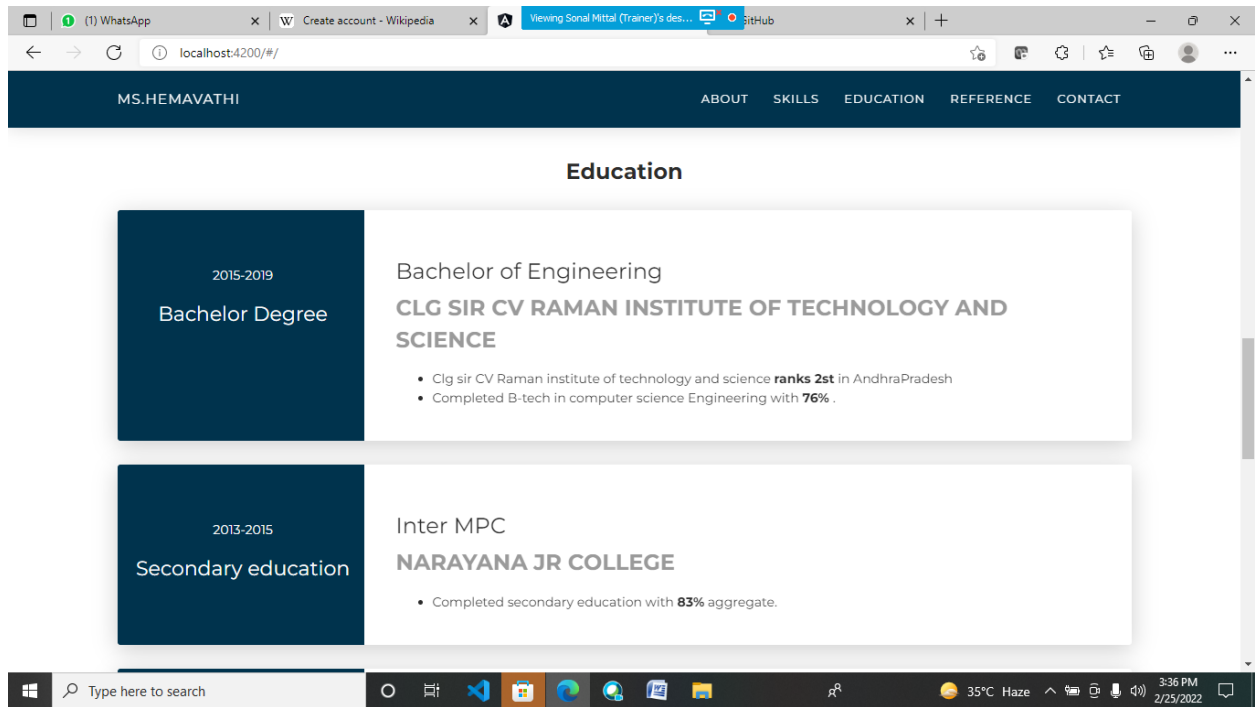 (1) WhatsApp
Create account - Wikipedia
Viewing Sonal Mittal (Trainer)'s des...
GitHub
localhost:4200/#/
MS.HEMAVATHI
ABOUT SKILLS EDUCATION REFERENCE CONTACT
Education
2015-2019
Bachelor Degree
Bachelor of Engineering
CLG SIR CV RAMAN INSTITUTE OF TECHNOLOGY AND
SCIENCE
Clg sir CV Raman institute of technology and science ranks 2st in AndhraPradesh
Completed B-tech in computer science Engineering with 76% .
2013-2015
Secondary education
Inter MPC
NARAYANA JR COLLEGE
Completed secondary education with 83% aggregate.
Type here to search
35°C Haze
3:36 PM
2/25/2022